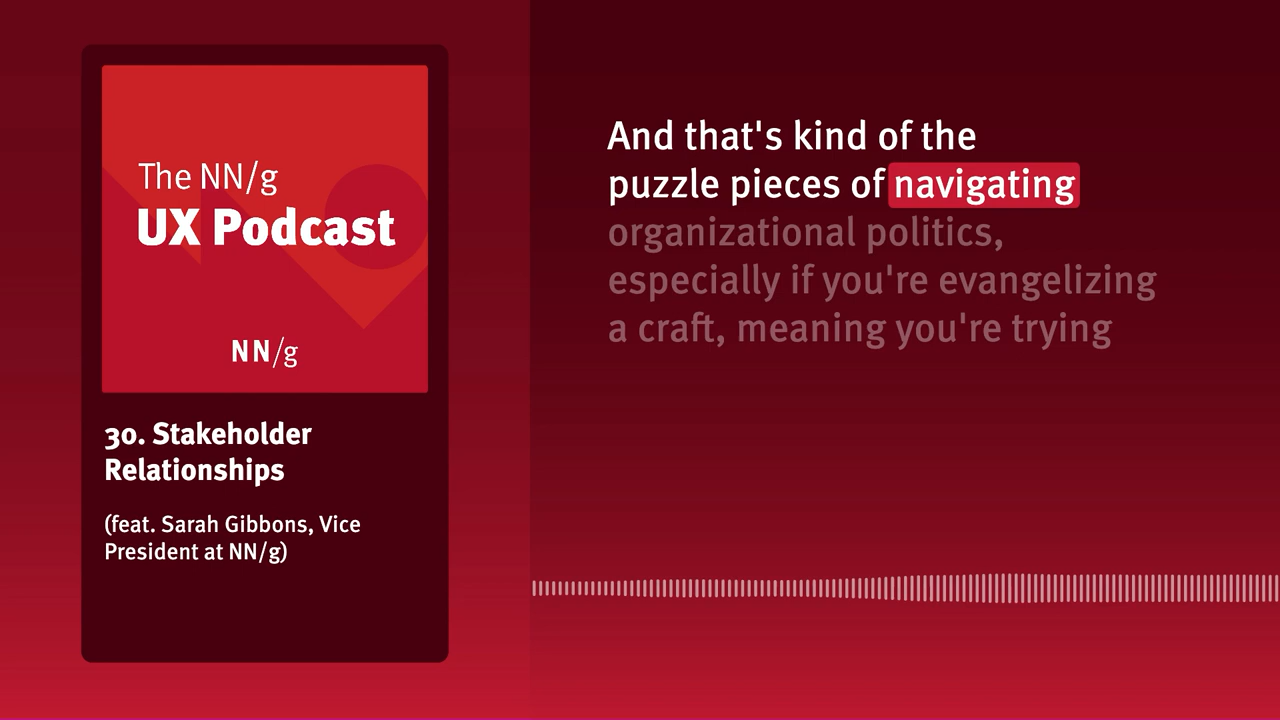 The NN/g
UX Podcast
NN/g
30. Stakeholder
Relationships
(feat. Sarah Gibbons, Vice
President at NN/g)
And that's kind of the
puzzle pieces of navigating
organizational politics,
especially if you're evangelizing
a craft, meaning you're trying